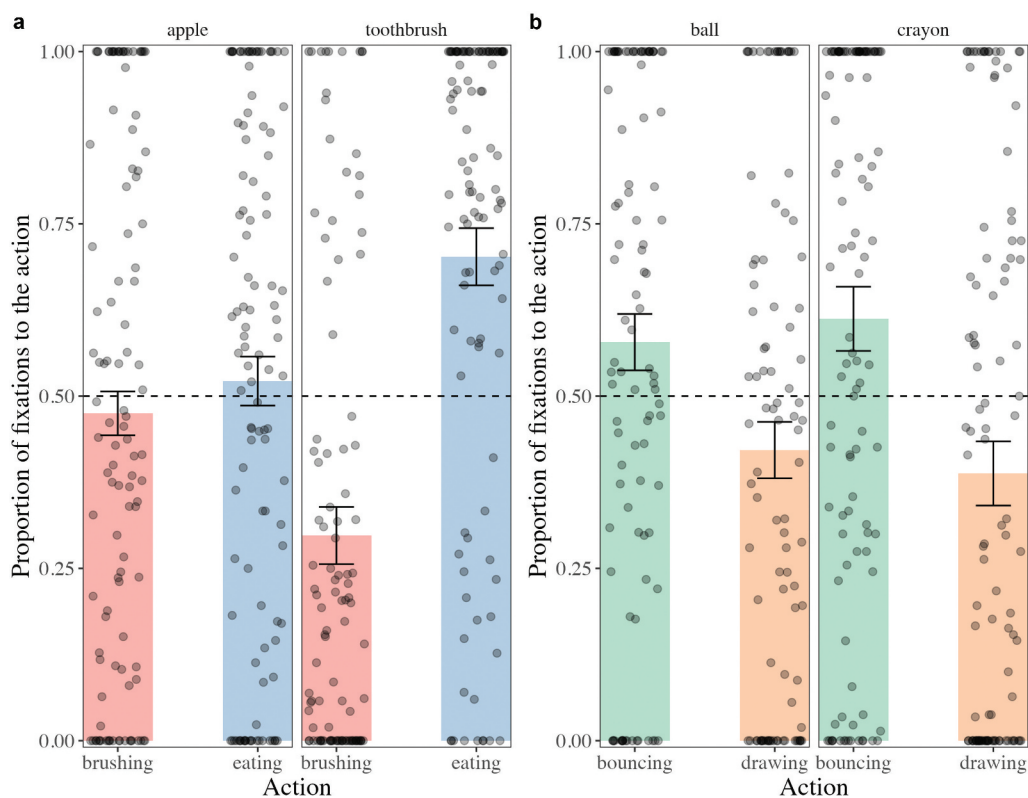 a
apple
toothbrush
Proportion of fixations to the action
1.00
0.75
0.50
0.25
0.00
brushing
eating
brushing
eating
Action
b
ball
crayon
Proportion of fixations to the action
1.00
0.75
0.50
0.25
0.00
bouncing
drawing
bouncing
drawing
Action